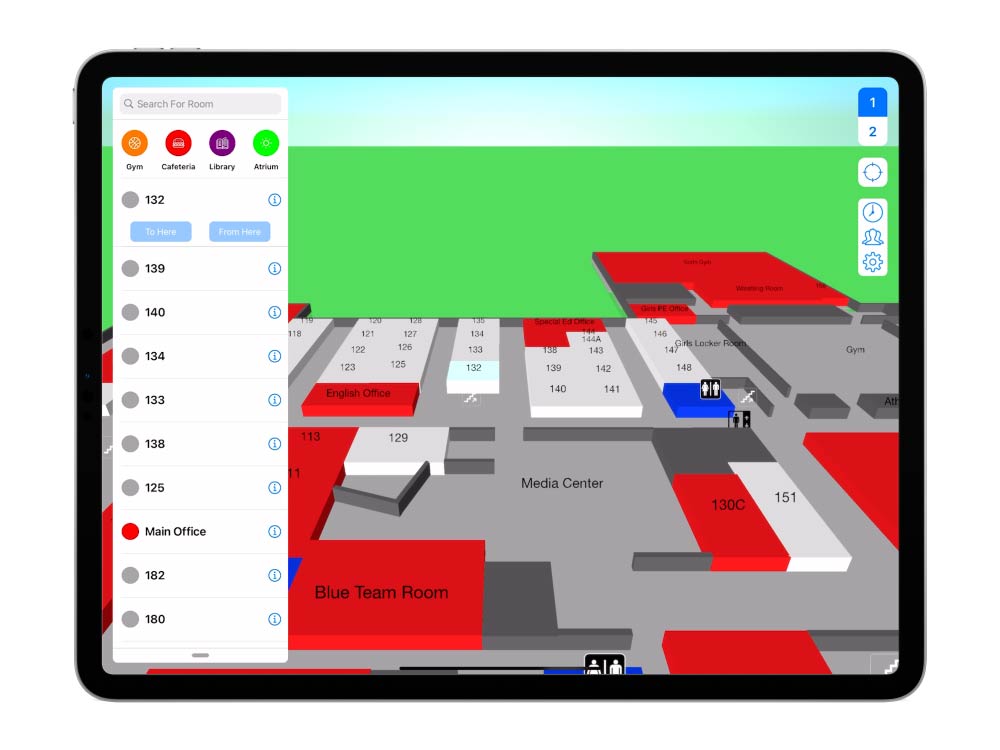 Search For Room
1
2
Gym
Cafeteria
Library
Atrium
132
To Here
From Here
139
140
134
133
138
125
Main Office
182
180
Wrestling Room
Girls PE Office
119
120
128
135
Special Ed Office
145
118
121
127
134
144
146
144A
Girls Locker Room
122
126
133
138
143
147
Gym
123
125
132
139
142
148
English Office
140
141
Ath
113
129
11
Media Center
130C
151
Blue Team Room